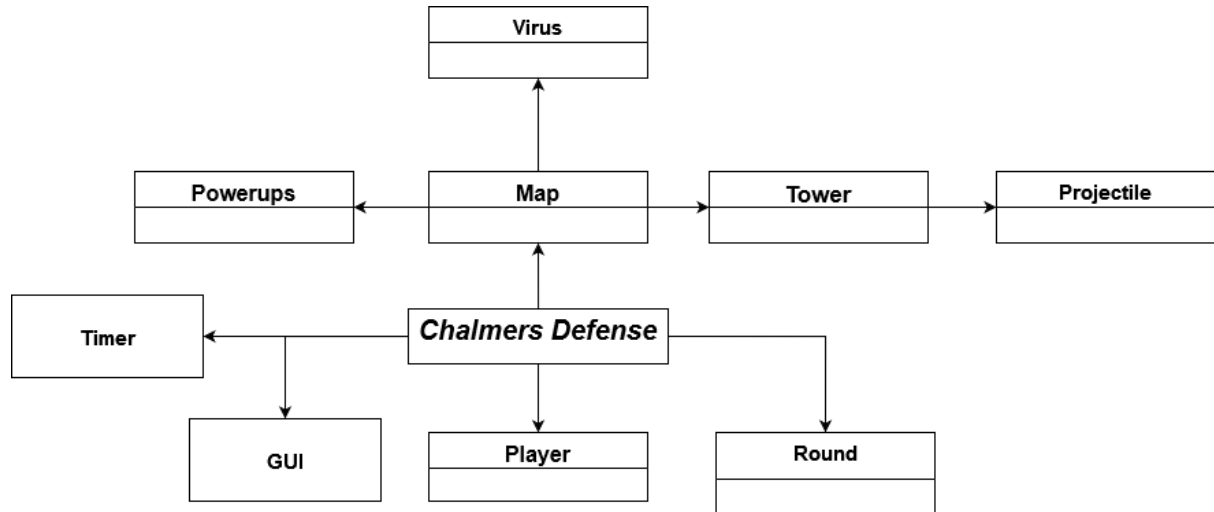 Virus
Powerups
Map
Tower
Projectile
Chalmers Defense
Timer
GUI
Player
Round